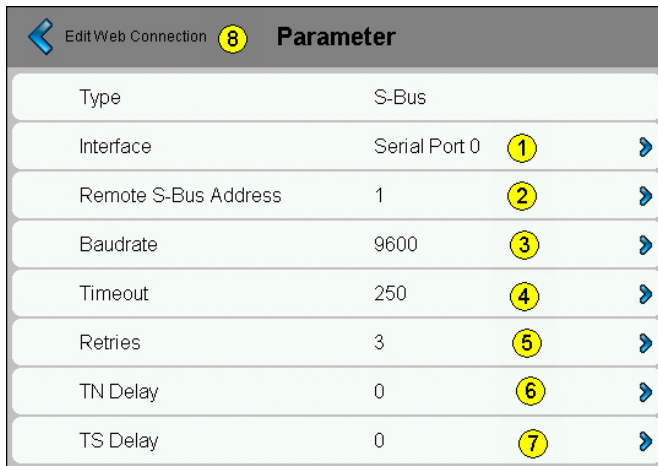 Edit Web Connection 8 Parameter
Type S-Bus
Interface Serial Port 0 1
Remote S-Bus Address 1 2
Baudrate 9600 3
Timeout 250 4
Retries 3 5
TN Delay 0 6
TS Delay 0 7